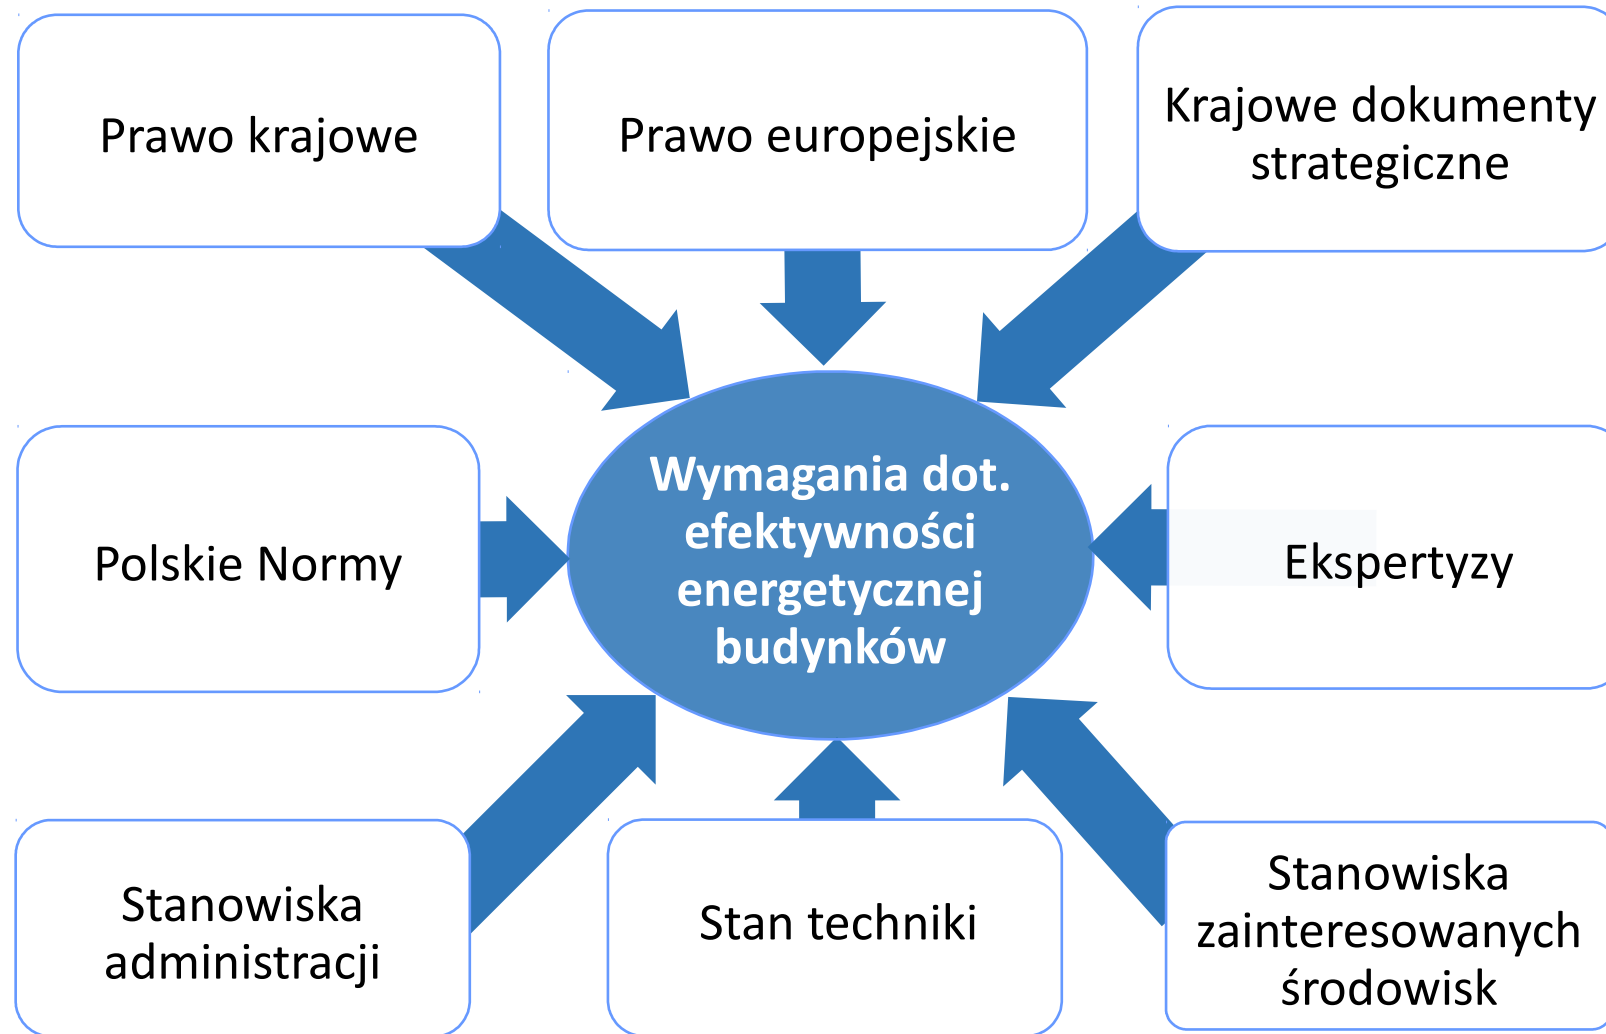 Prawo krajowe
Prawo europejskie
Krajowe dokumenty
strategiczne
Wymagania dot.
efektywności
energetycznej
budynków
Polskie Normy
Ekspertyzy
Stanowiska
administracji
Stan techniki
Stanowiska
zainteresowanych
środowisk